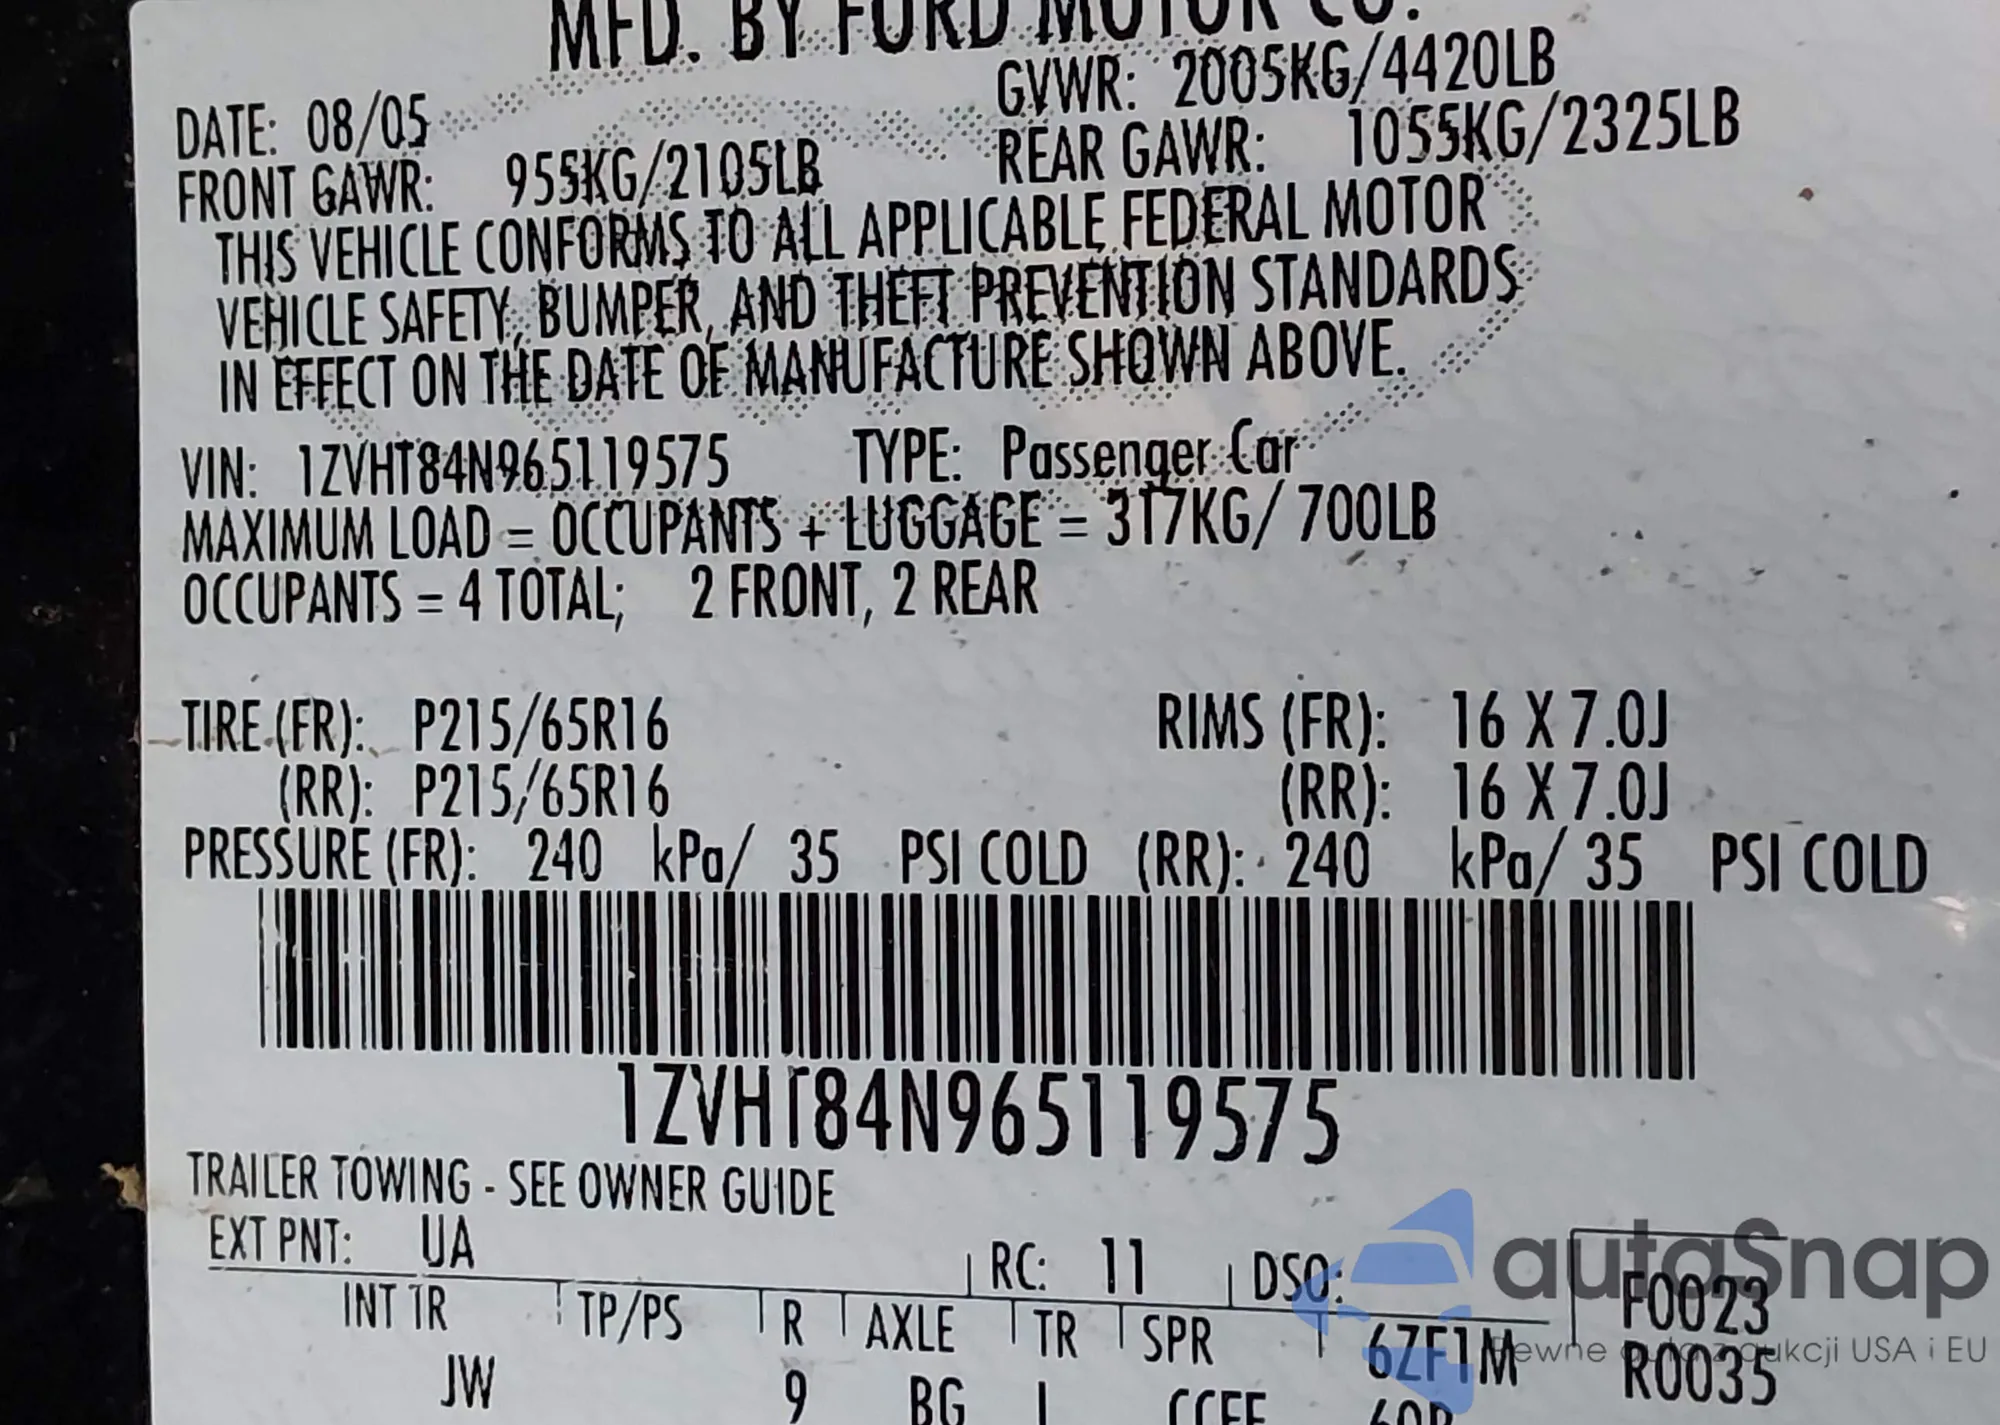 MFD. BY FORD MOTOR CO.
DATE: 08/05 GVWR: 2005KG/4420LB
FRONT GAWR: 955KG/2105LB REAR GAWR: 1055KG/2325LB
THIS VEHICLE CONFORMS TO ALL APPLICABLE FEDERAL MOTOR
VEHICLE SAFETY, BUMPER, AND THEFT PREVENTION STANDARDS
IN EFFECT ON THE DATE OF MANUFACTURE SHOWN ABOVE.
VIN: 1ZVHT84N965119575 TYPE: Passenger Car
MAXIMUM LOAD = OCCUPANTS + LUGGAGE = 317KG/ 700LB
OCCUPANTS = 4 TOTAL; 2 FRONT, 2 REAR
TIRE (FR): P215/65R16 RIMS (FR): 16 X 7.0J
(RR): P215/65R16 (RR): 16 X 7.0J
PRESSURE (FR): 240 kPa/ 35 PSI COLD (RR): 240 kPa/ 35 PSI COLD
1ZVHT84N965119575
TRAILER TOWING - SEE OWNER GUIDE
EXT PNT: UA RC: 11 DSO:
autoSnap
F0023
INT TR TP/PS R AXLE TR SPR 6ZF1M
Pewne auta z aukcji USA i EU
R0035
JW 9 BG